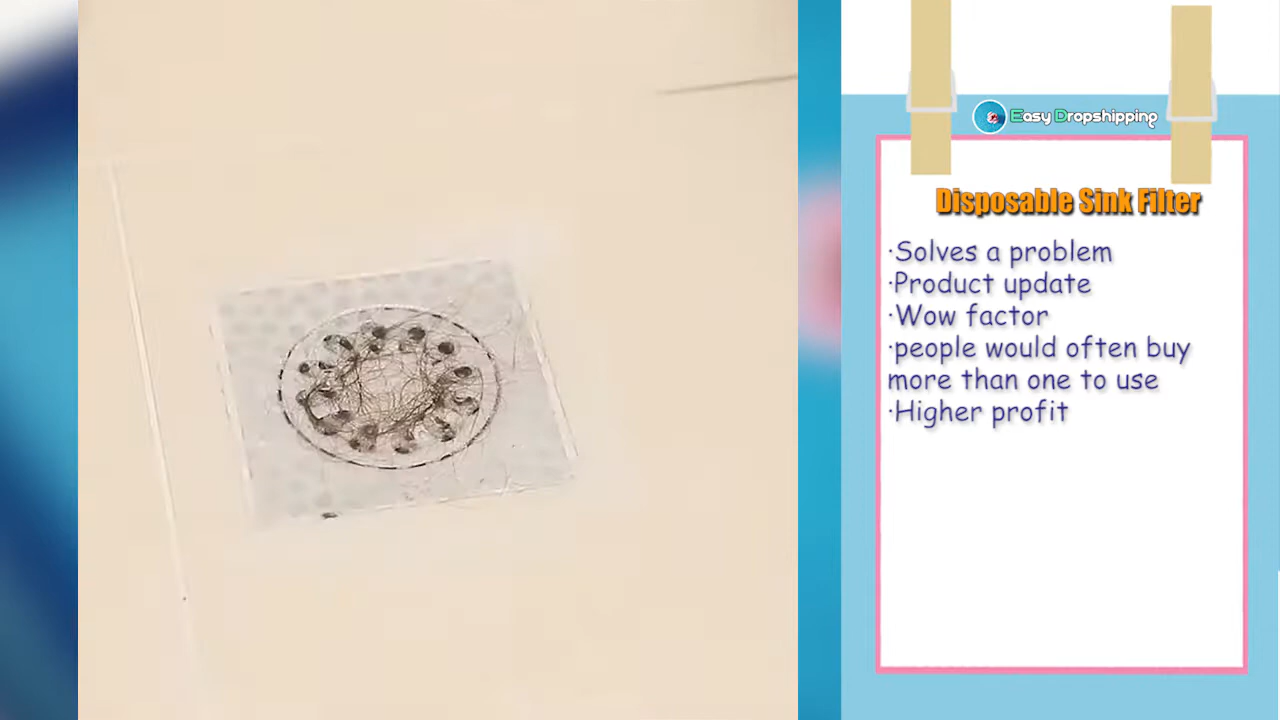 Easy Dropshipping
Disposable Sink Filter
·Solves a problem
·Product update
·Wow factor
·people would often buy
more than one to use
·Higher profit